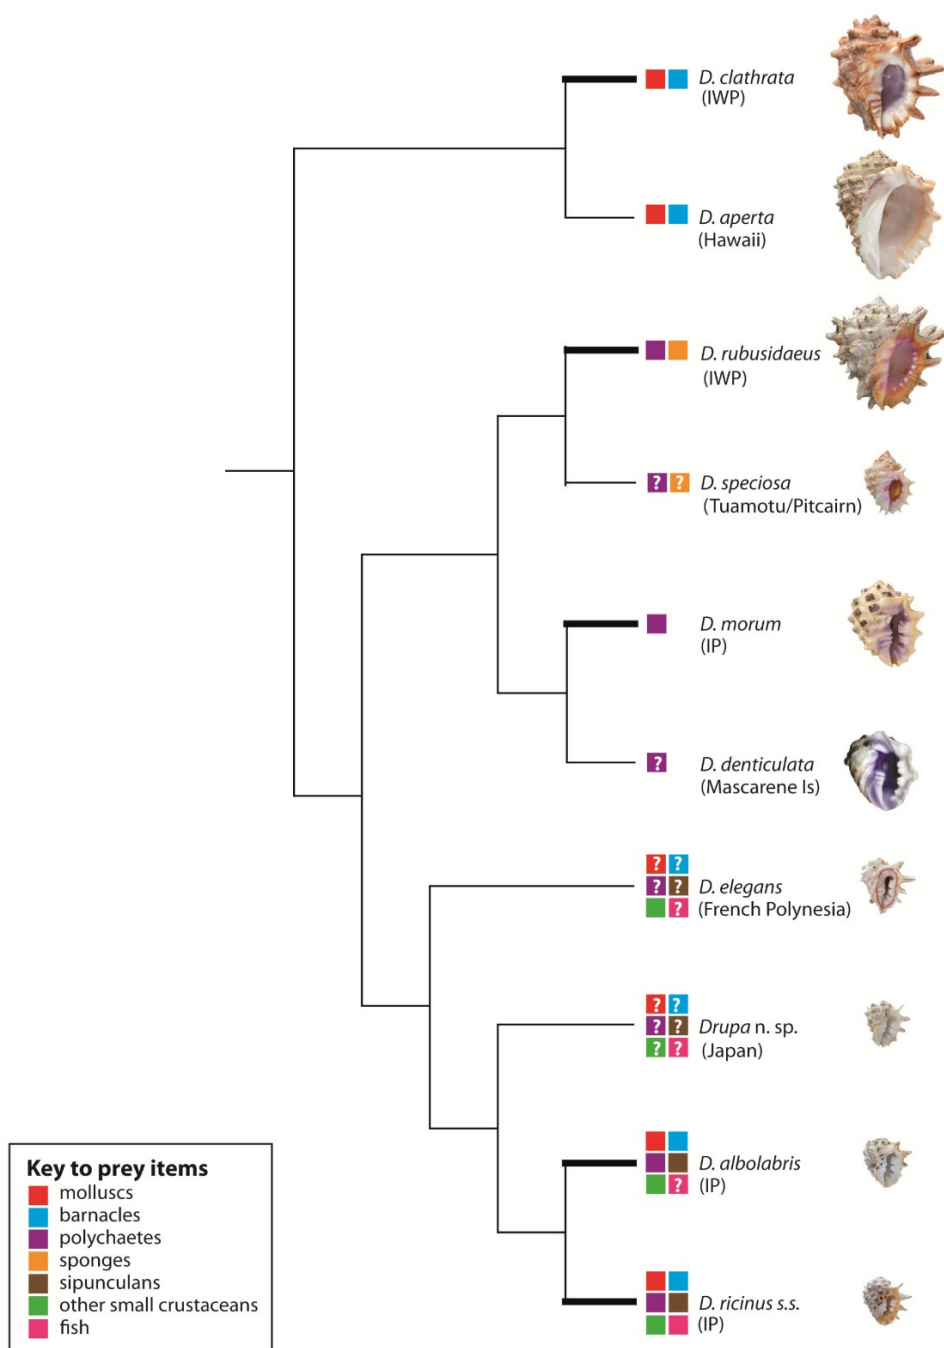 D. clathrata
(IWP)
D. aperta
(Hawaii)
D. rubusidaeus
(IWP)
? ?
D. speciosa
(Tuamotu/Pitcairn)
D. morum
(IP)
?
D. denticulata
(Mascarene Is)
? ?
? ?
?
D. elegans
(French Polynesia)
? ?
? ?
? ?
Drupa n. sp.
(Japan)
D. albolabris
?
(IP)
D. ricinus s.s.
(IP)
Key to prey items
molluscs
barnacles
polychaetes
sponges
sipunculans
other small crustaceans
fish